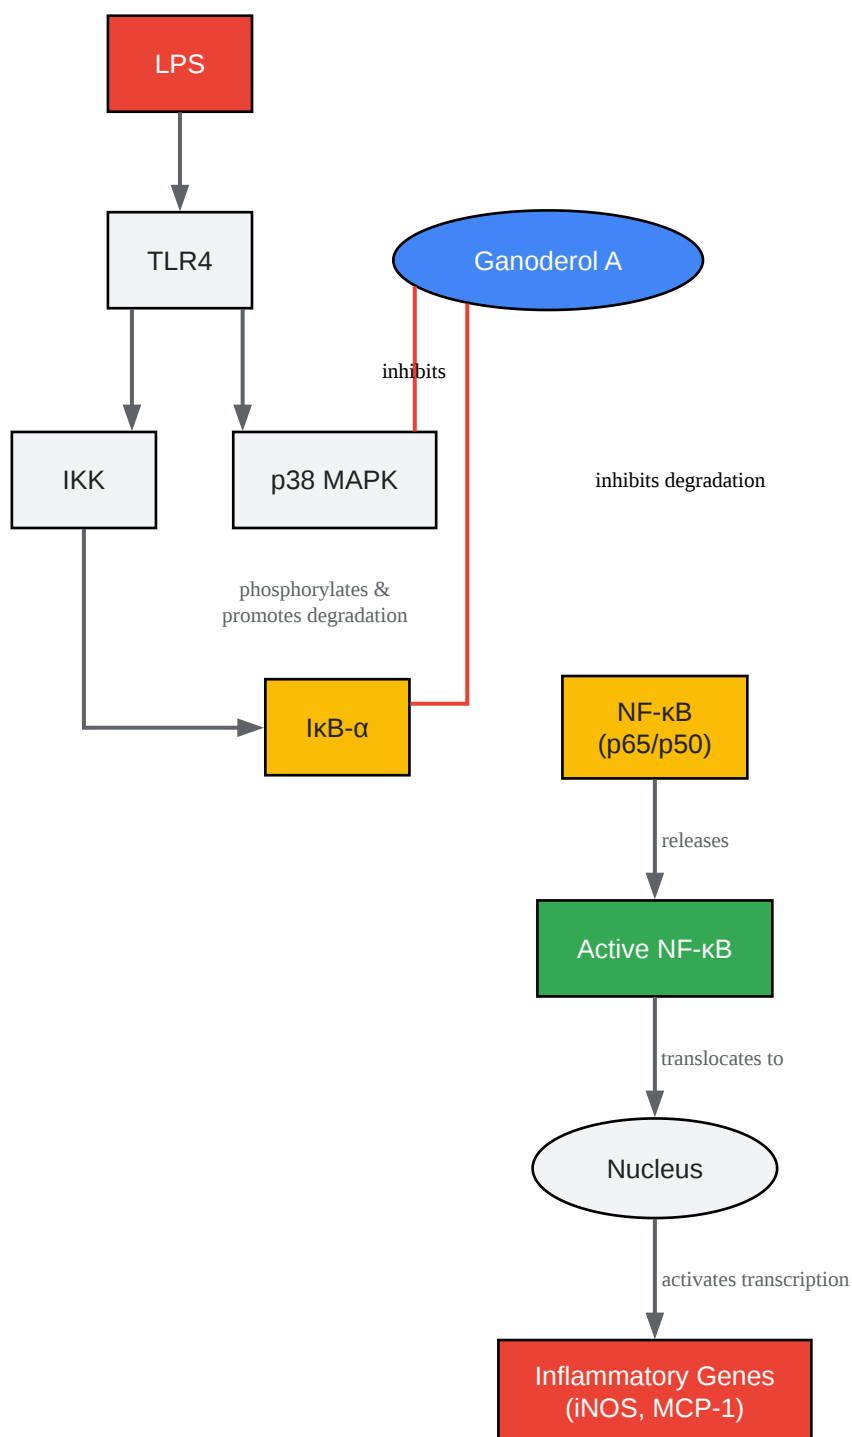 LPS
TLR4
Ganoderol A
inhibits
IKK
p38 MAPK
inhibits degradation
phosphorylates &
promotes degradation
IκB-α
NF-κB
(p65/p50)
releases
Active NF-κB
translocates to
Nucleus
activates transcription
Inflammatory Genes
(iNOS, MCP-1)